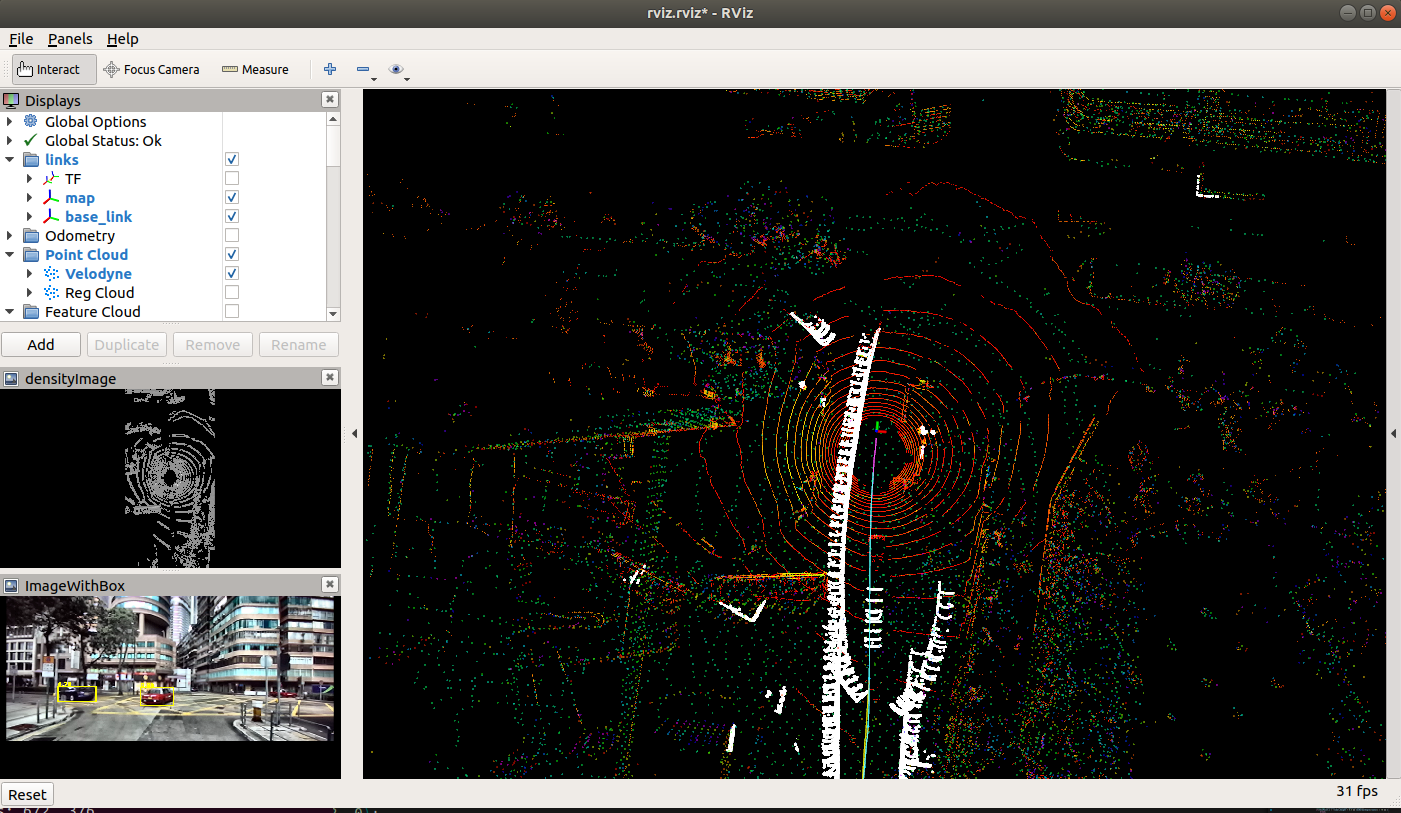 rviz.rviz* - RViz
File Panels Help
Interact Focus Camera Measure
Displays
Global Options
Global Status: Ok
links
TF
map
base_link
Odometry
Point Cloud
Velodyne
Reg Cloud
Feature Cloud
Add Duplicate Remove Rename
densityImage
ImageWithBox
Reset
31 fps